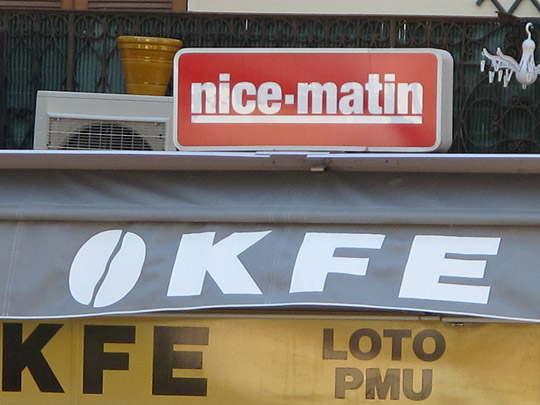 nice-matin
OKFE
KFE LOTO
PMU